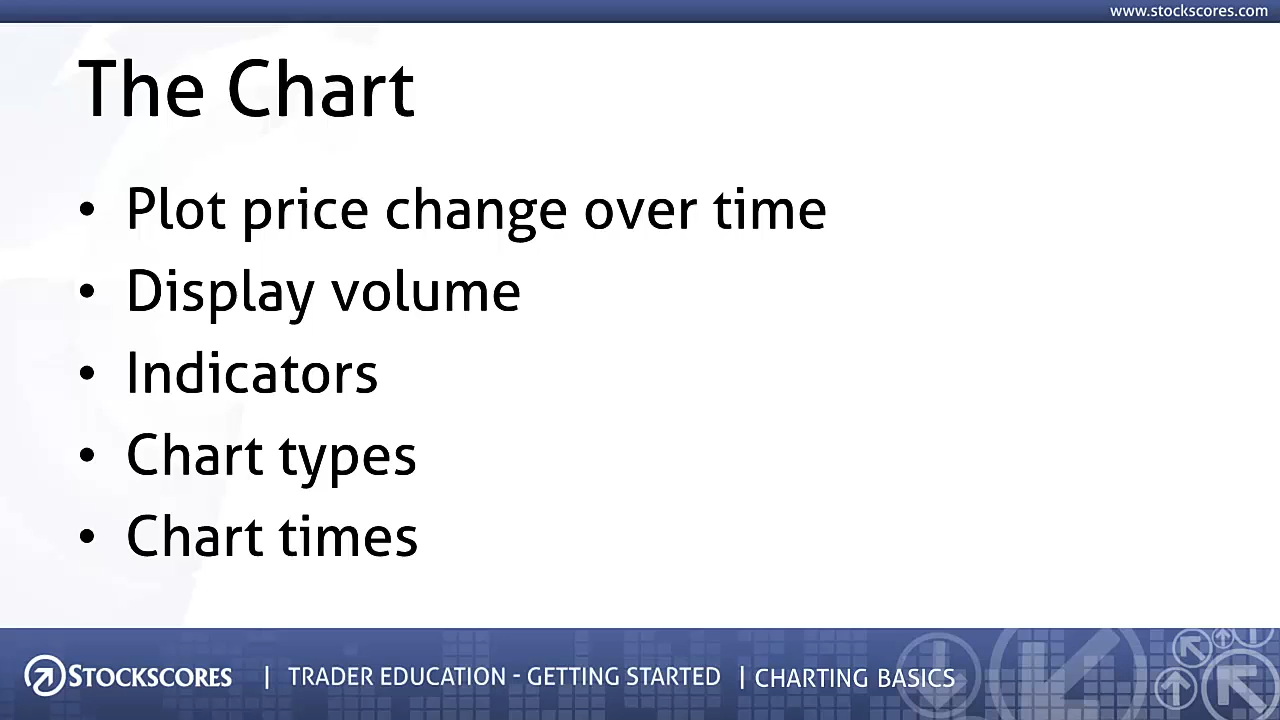 www.stockscores.com
The Chart
• Plot price change over time
• Display volume
• Indicators
• Chart types
• Chart times
STOCKSCORES | TRADER EDUCATION - GETTING STARTED | CHARTING BASICS